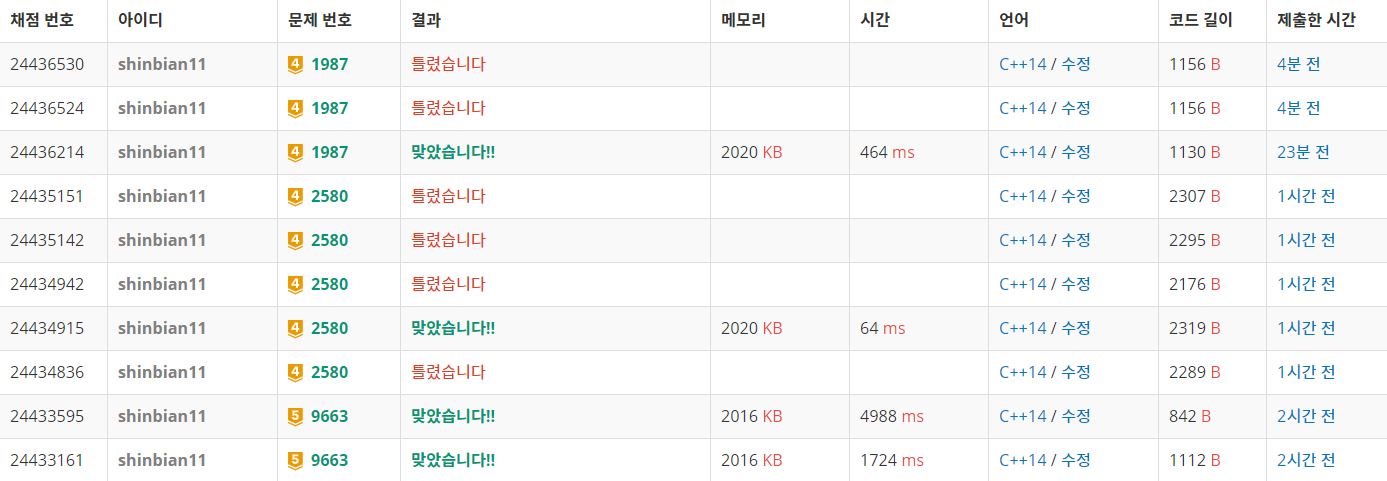 채점 번호 아이디 문제 번호 결과 메모리 시간 언어 코드 길이 제출한 시간
24436530 shinbian11 4 1987 틀렸습니다 C++14 / 수정 1156 B 4분 전
24436524 shinbian11 4 1987 틀렸습니다 C++14 / 수정 1156 B 4분 전
24436214 shinbian11 4 1987 맞았습니다!! 2020 KB 464 ms C++14 / 수정 1130 B 23분 전
24435151 shinbian11 4 2580 틀렸습니다 C++14 / 수정 2307 B 1시간 전
24435142 shinbian11 4 2580 틀렸습니다 C++14 / 수정 2295 B 1시간 전
24434942 shinbian11 4 2580 틀렸습니다 C++14 / 수정 2176 B 1시간 전
24434915 shinbian11 4 2580 맞았습니다!! 2020 KB 64 ms C++14 / 수정 2319 B 1시간 전
24434836 shinbian11 4 2580 틀렸습니다 C++14 / 수정 2289 B 1시간 전
24433595 shinbian11 5 9663 맞았습니다!! 2016 KB 4988 ms C++14 / 수정 842 B 2시간 전
24433161 shinbian11 5 9663 맞았습니다!! 2016 KB 1724 ms C++14 / 수정 1112 B 2시간 전